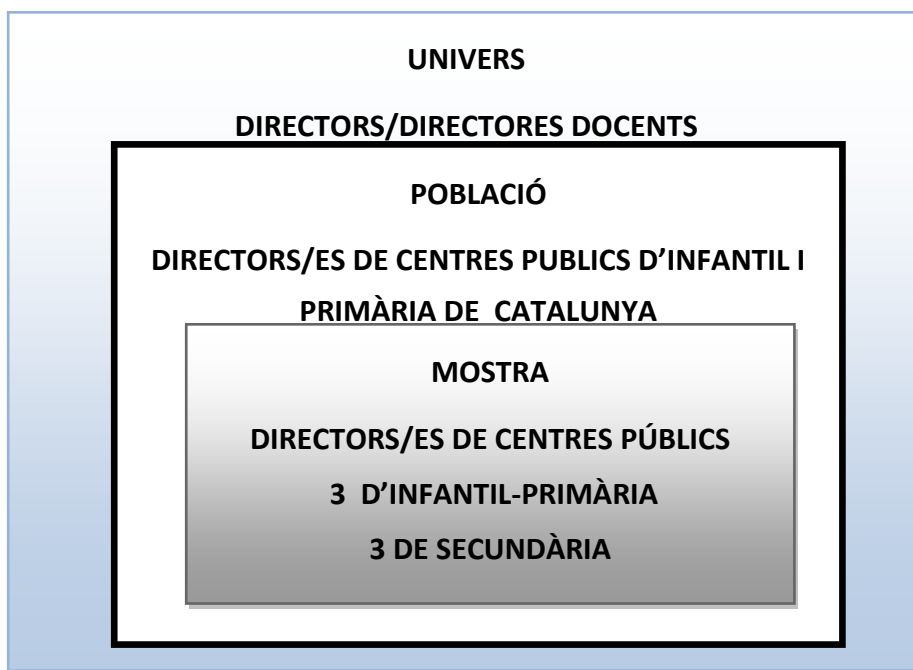 UNIVERS
DIRECTORS/DIRECTORES DOCENTS
POBLACIÓ
DIRECTORS/ES DE CENTRES PUBLICS D’INFANTIL I
PRIMÀRIA DE CATALUNYA
MOSTRA
DIRECTORS/ES DE CENTRES PÚBLICS
3 D’INFANTIL-PRIMÀRIA
3 DE SECUNDÀRIA